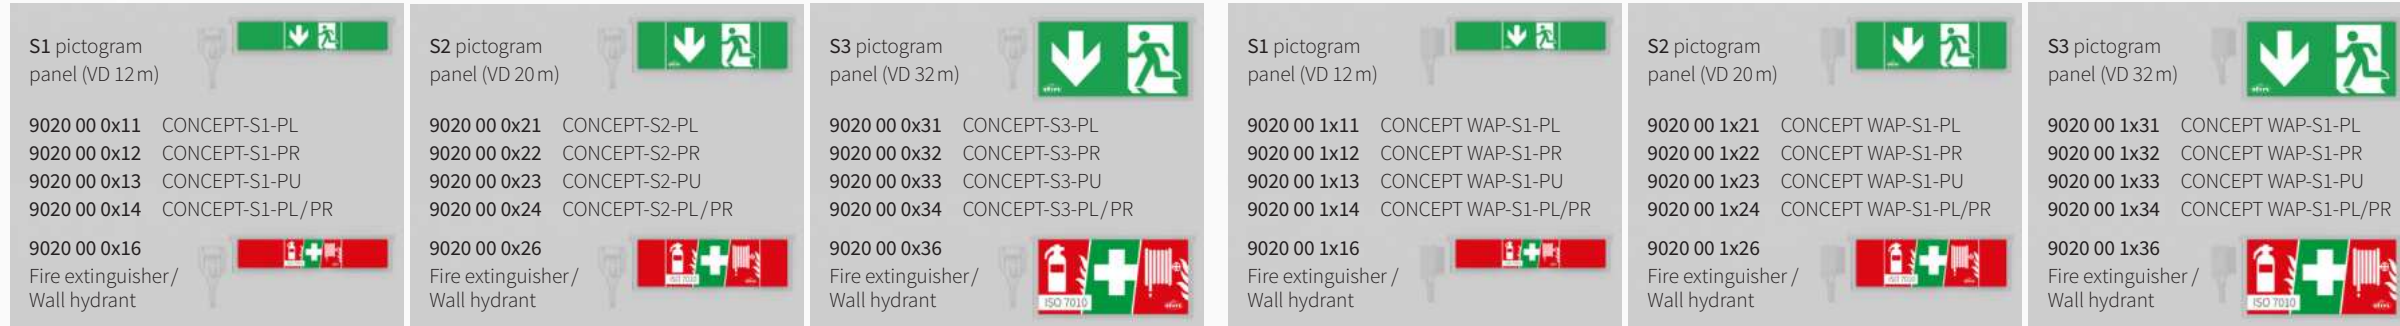 S1 pictogram
panel (VD 12 m)
9020 00 0x11 CONCEPT-S1-PL
9020 00 0x12 CONCEPT-S1-PR
9020 00 0x13 CONCEPT-S1-PU
9020 00 0x14 CONCEPT-S1-PL/PR
9020 00 0x16
Fire extinguisher/
Wall hydrant
S2 pictogram
panel (VD 20 m)
9020 00 0x21 CONCEPT-S2-PL
9020 00 0x22 CONCEPT-S2-PR
9020 00 0x23 CONCEPT-S2-PU
9020 00 0x24 CONCEPT-S2-PL/PR
9020 00 0x26
Fire extinguisher/
Wall hydrant
S3 pictogram
panel (VD 32 m)
9020 00 0x31 CONCEPT-S3-PL
9020 00 0x32 CONCEPT-S3-PR
9020 00 0x33 CONCEPT-S3-PU
9020 00 0x34 CONCEPT-S3-PL/PR
9020 00 0x36
Fire extinguisher/
Wall hydrant
ISO 7010
S1 pictogram
panel (VD 12 m)
9020 00 1x11 CONCEPT WAP-S1-PL
9020 00 1x12 CONCEPT WAP-S1-PR
9020 00 1x13 CONCEPT WAP-S1-PU
9020 00 1x14 CONCEPT WAP-S1-PL/PR
9020 00 1x16
Fire extinguisher /
Wall hydrant
S2 pictogram
panel (VD 20 m)
9020 00 1x21 CONCEPT WAP-S1-PL
9020 00 1x22 CONCEPT WAP-S1-PR
9020 00 1x23 CONCEPT WAP-S1-PU
9020 00 1x24 CONCEPT WAP-S1-PL/PR
9020 00 1x26
Fire extinguisher /
Wall hydrant
S3 pictogram
panel (VD 32 m)
9020 00 1x31 CONCEPT WAP-S1-PL
9020 00 1x32 CONCEPT WAP-S1-PR
9020 00 1x33 CONCEPT WAP-S1-PU
9020 00 1x34 CONCEPT WAP-S1-PL/PR
9020 00 1x36
Fire extinguisher /
Wall hydrant
ISO 7010